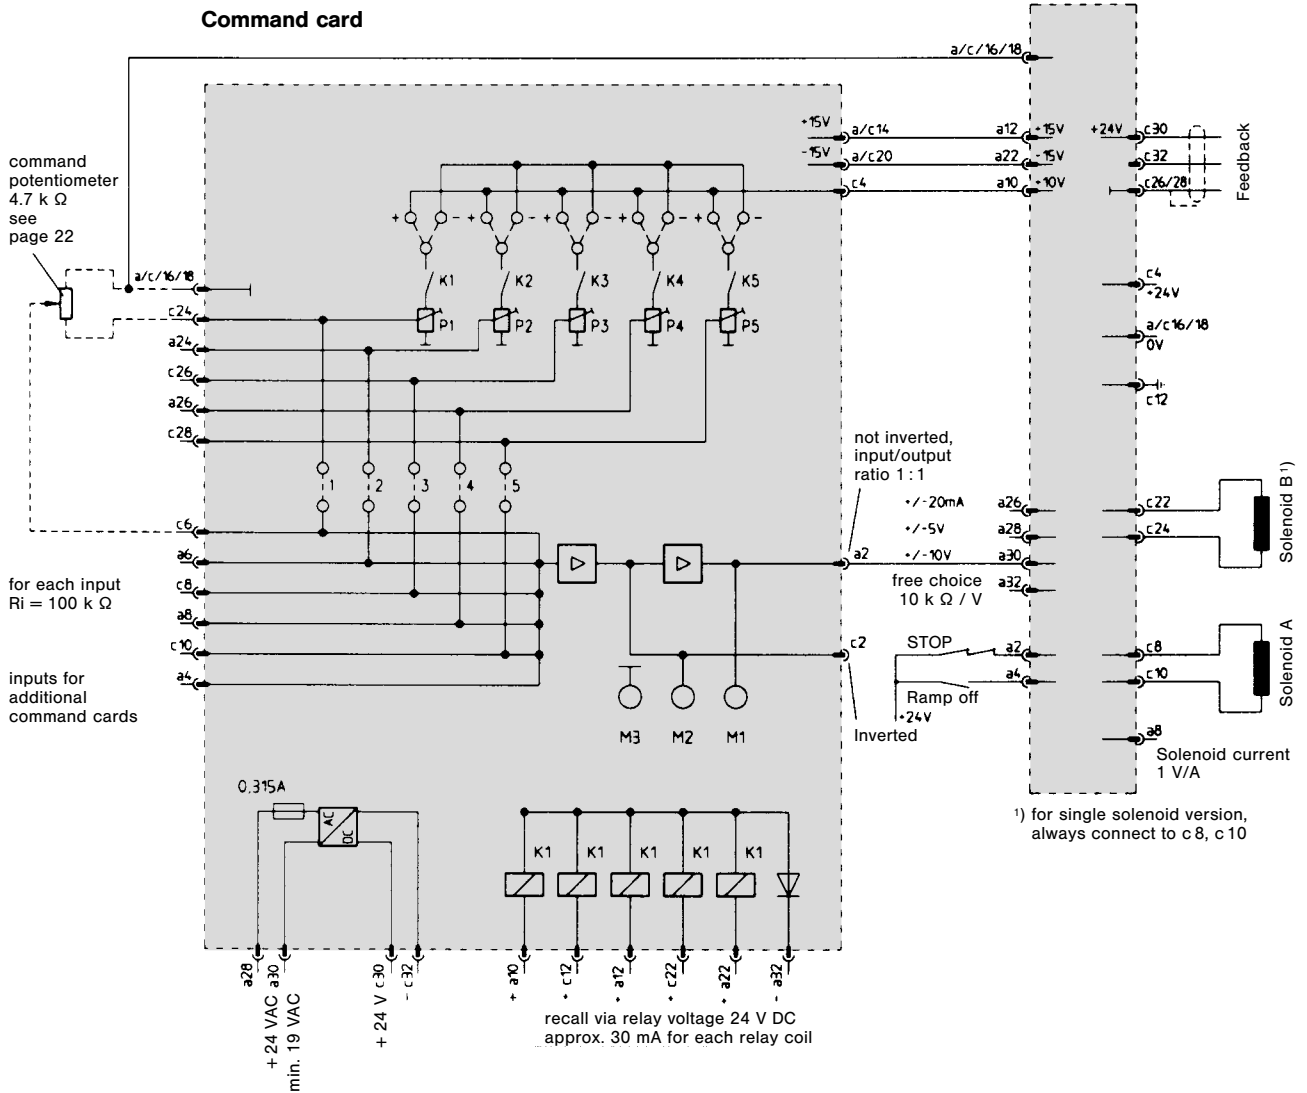 Command card
a/c/16/18
+15V
a/c14
a12
+15V
+24V
c30
-15V
a/c20
a22
-15V
c32
c4
a10
+10V
c26/28
Feedback
command
potentiometer
4.7 k Ω
see
page 22
+ - + - + - + - + -
K1 K2 K3 K4 K5
P1 P2 P3 P4 P5
a/c/16/18
c24
a24
c26
a26
c28
1 2 3 4 5
c4
+24V
a/c16/18
0V
c12
not inverted,
input/output
ratio 1 : 1
+/-20mA
a26
c22
+/-5V
a28
c24
a2
+/-10V
a30
free choice
10 k Ω / V
a32
Solenoid B¹)
c6
a6
for each input
Ri = 100 k Ω
c8
a8
c10
a4
inputs for
additional
command cards
c2
STOP
a2
c8
a4
c10
Ramp off
+24V
Inverted
Solenoid A
M3 M2 M1
a8
Solenoid current
1 V/A
¹) for single solenoid version,
always connect to c 8, c 10
0,315A
AC
DC
K1 K1 K1 K1 K1
a28
+ 24 VAC a30
min. 19 VAC
+ 24 V c30
- c32
+ a10
+ c12
+ a12
+ c22
+ a22
- a32
recall via relay voltage 24 V DC
approx. 30 mA for each relay coil